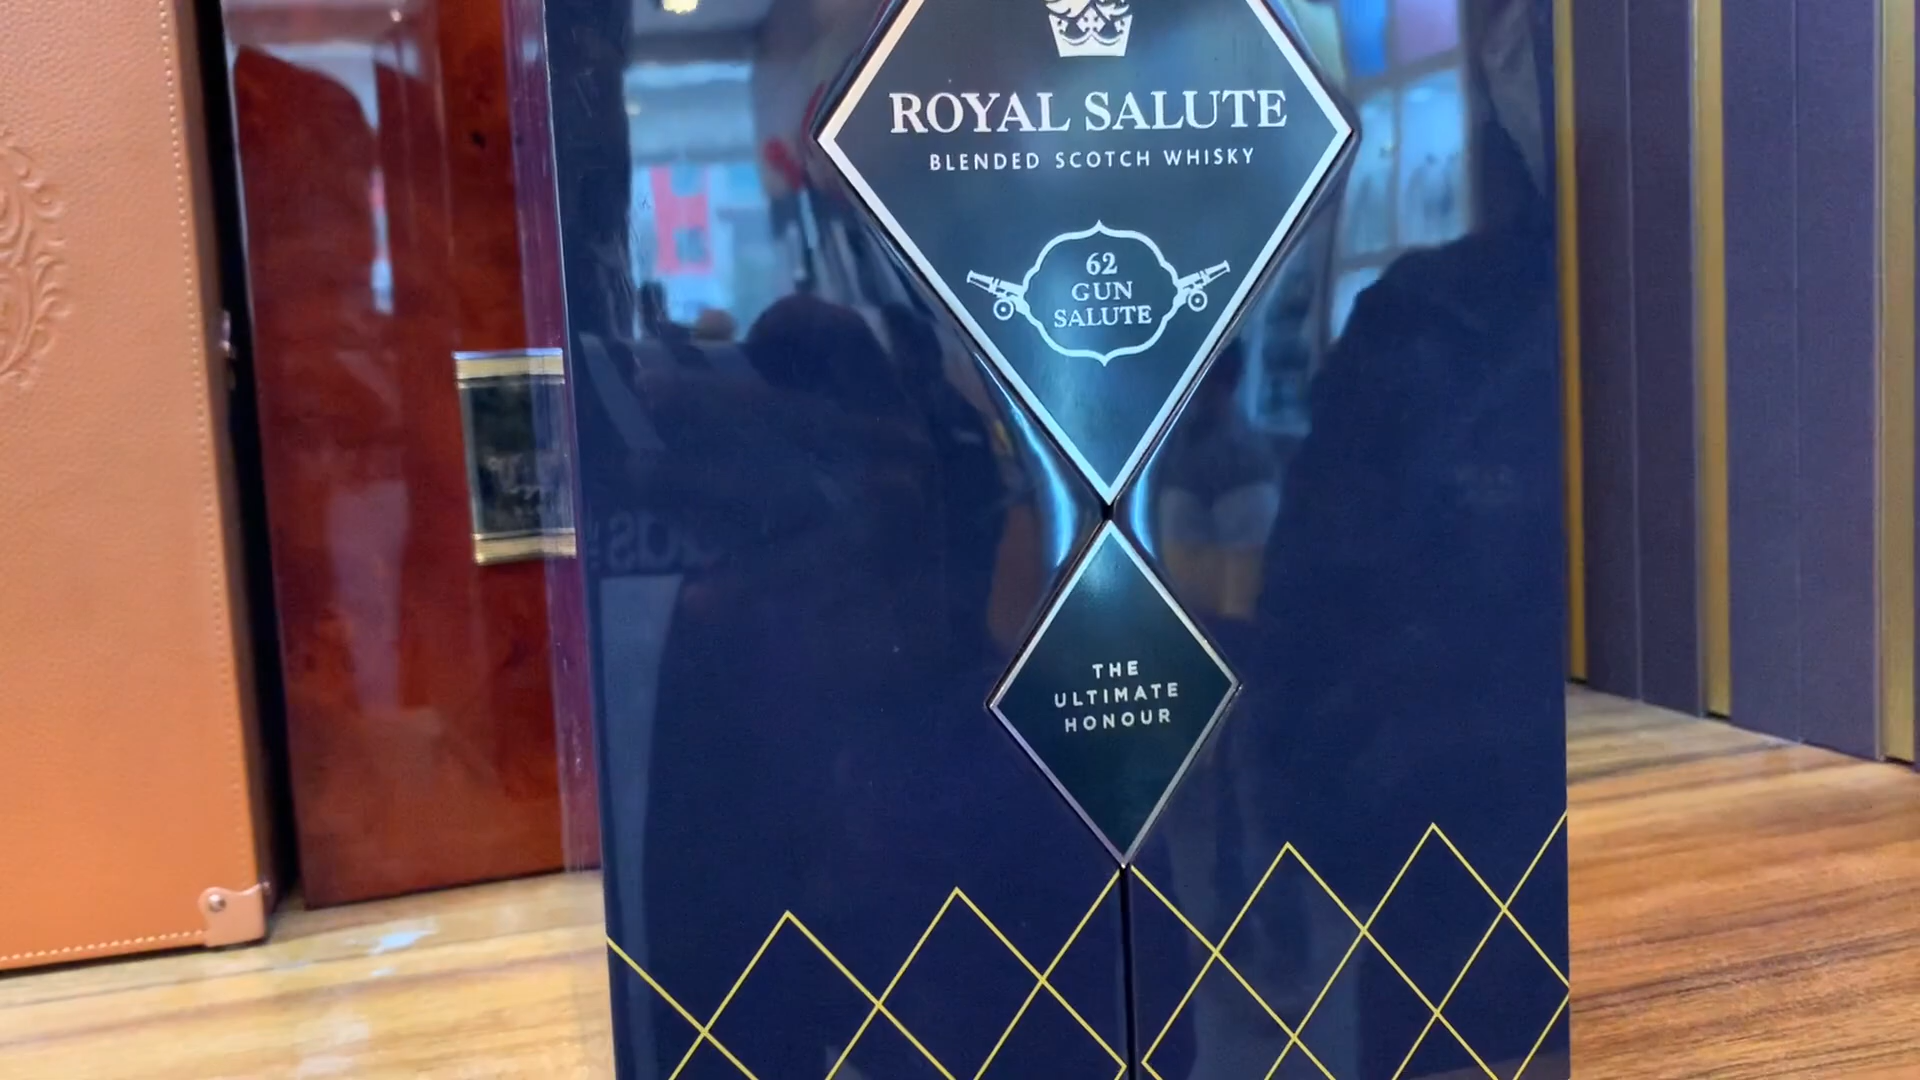 ROYAL SALUTE
BLENDED SCOTCH WHISKY
62
GUN
SALUTE
THE
ULTIMATE
HONOUR